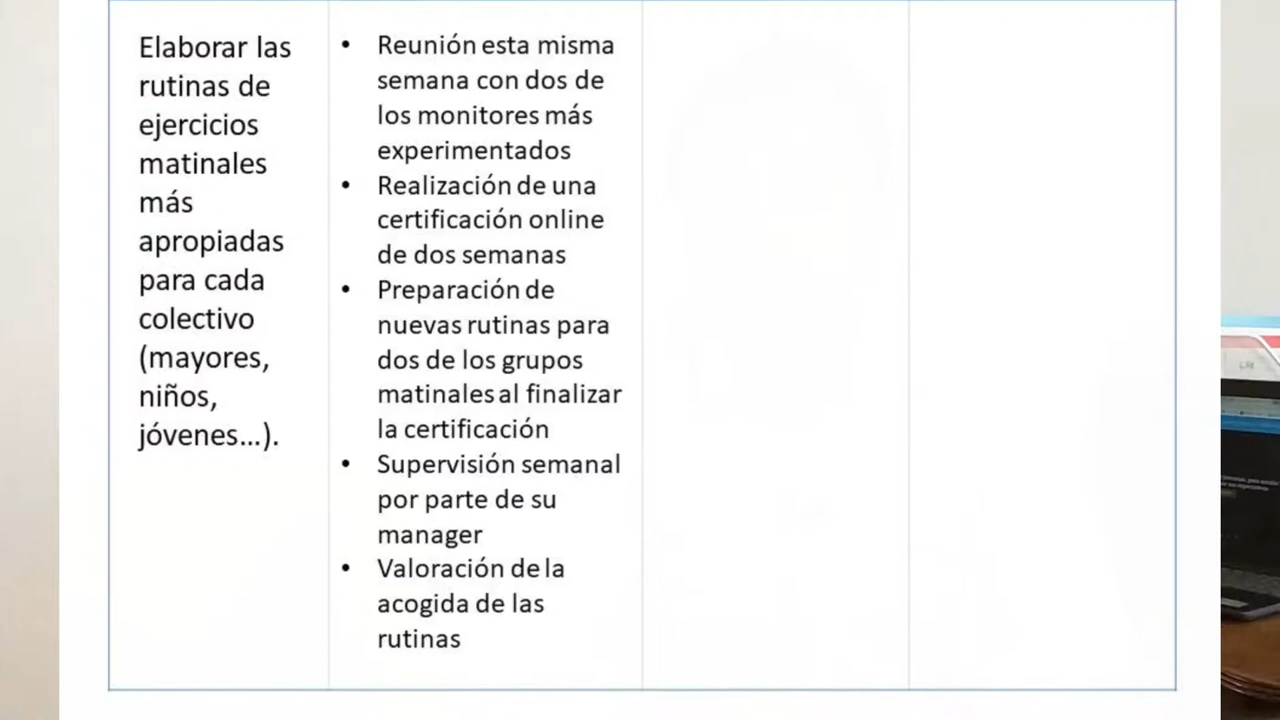 Elaborar las
rutinas de
ejercicios
matinales
más
apropiadas
para cada
colectivo
(mayores,
niños,
jóvenes...).
• Reunión esta misma
semana con dos de
los monitores más
experimentados
• Realización de una
certificación online
de dos semanas
• Preparación de
nuevas rutinas para
dos de los grupos
matinales al finalizar
la certificación
• Supervisión semanal
por parte de su
manager
• Valoración de la
acogida de las
rutinas